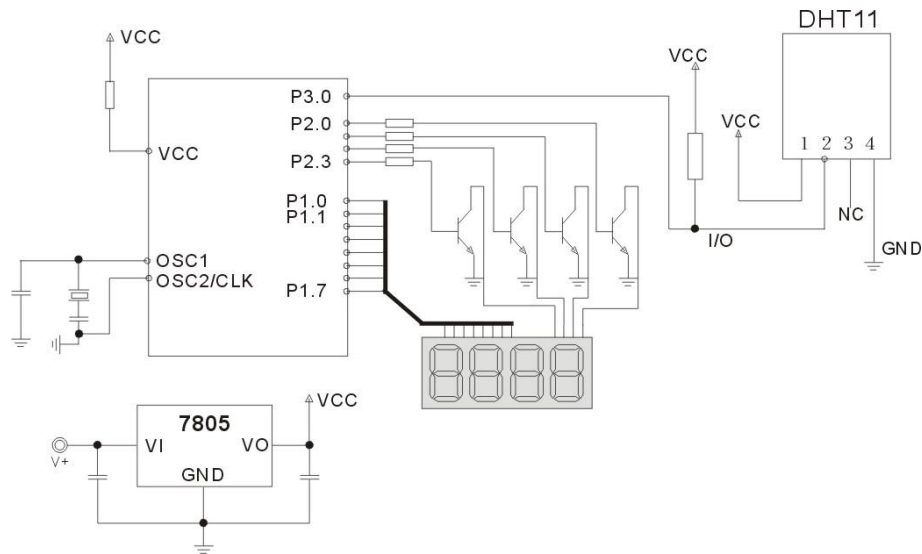 DHT11
VCC
VCC
VCC
P3.0
P2.0
P2.3
VCC
1 2 3 4
P1.0
P1.1
NC
I/O
GND
OSC1
OSC2/CLK
P1.7
7805
VCC
VI
VO
V+
GND